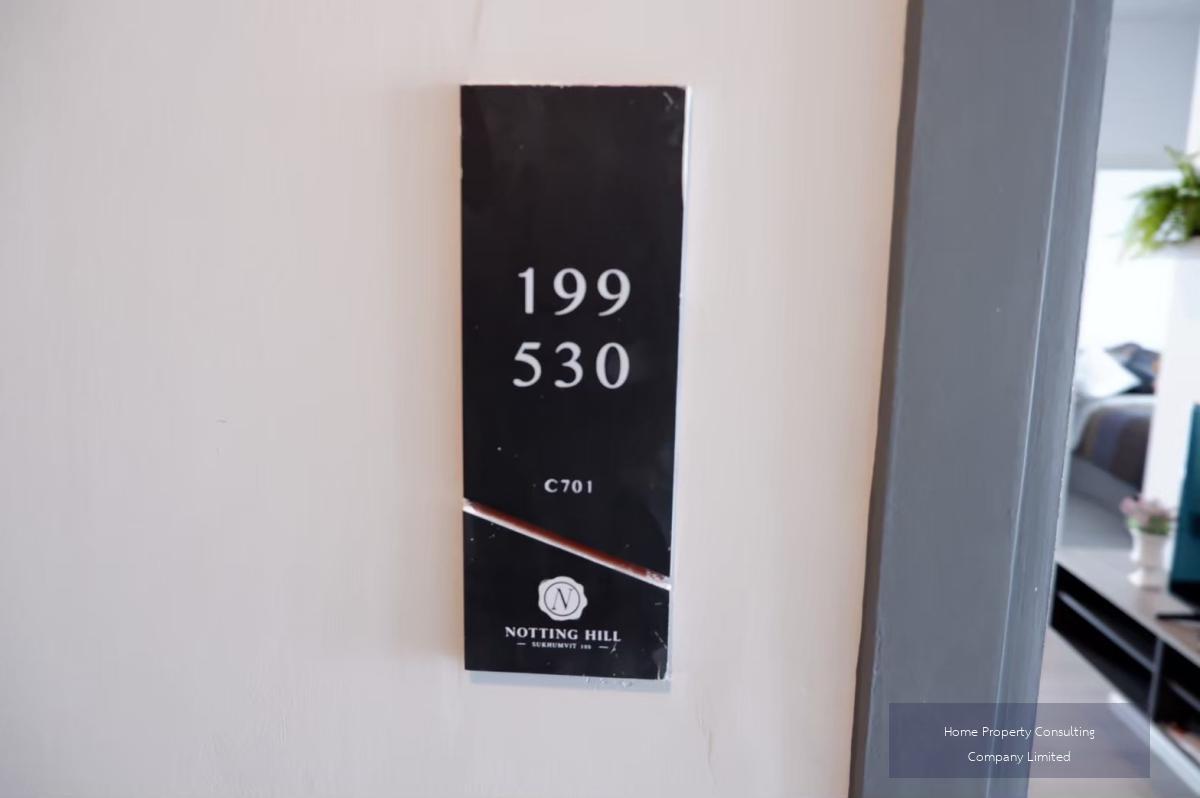 199
530
C701
N
NOTTING HILL
SUKHUMVIT 105
Home Property Consulting
Company Limited